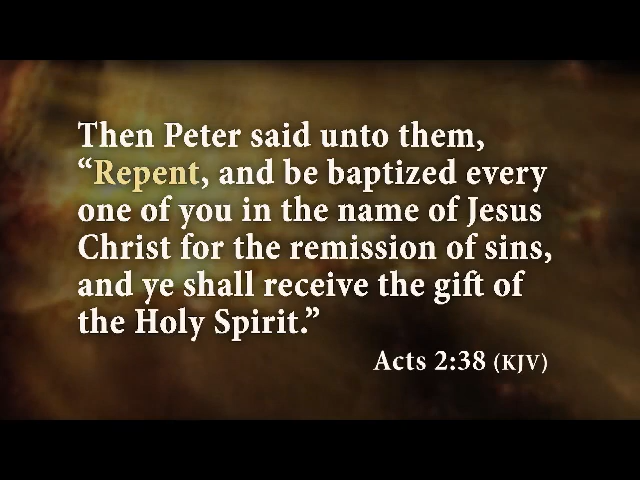 Then Peter said unto them,
“Repent, and be baptized every
one of you in the name of Jesus
Christ for the remission of sins,
and ye shall receive the gift of
the Holy Spirit.”
Acts 2:38 (KJV)